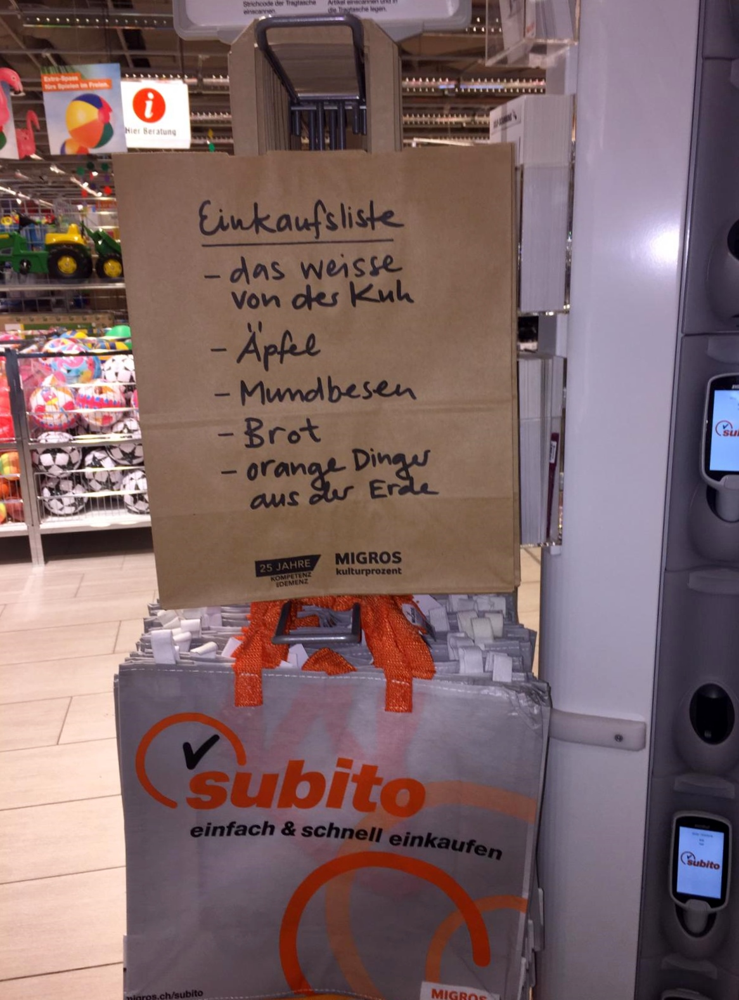 Strichcode der Tragtasche
einscannen.
Artikel einscannen und in
die Tragtasche legen.
Extra-Spass
fürs Spielen im Freien.
i
Hier Beratung
Einkaufsliste
- das weisse
von der Kuh
- Äpfel
- Mundbesen
- Brot
- orange Dinger
aus der Erde
25 JAHRE
KOMPETENZ
DEMENZ
MIGROS
kulturprozent
subito
einfach & schnell einkaufen
migros.ch/subito
MIGROS
su
subito